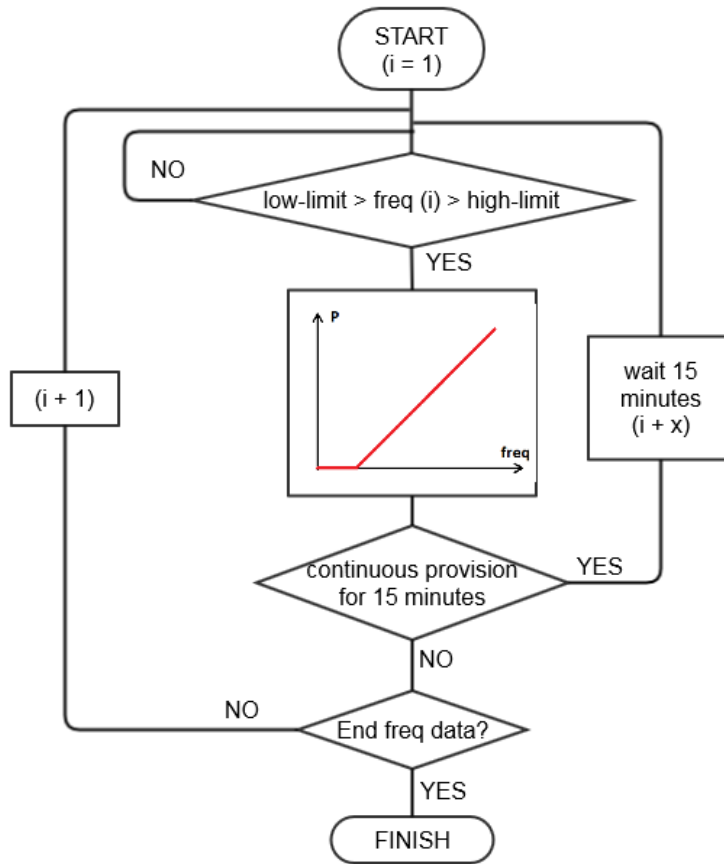 START
(i = 1)
NO
low-limit > freq (i) > high-limit
YES
P
freq
(i + 1)
wait 15
minutes
(i + x)
continuous provision
for 15 minutes
YES
NO
NO
End freq data?
YES
FINISH